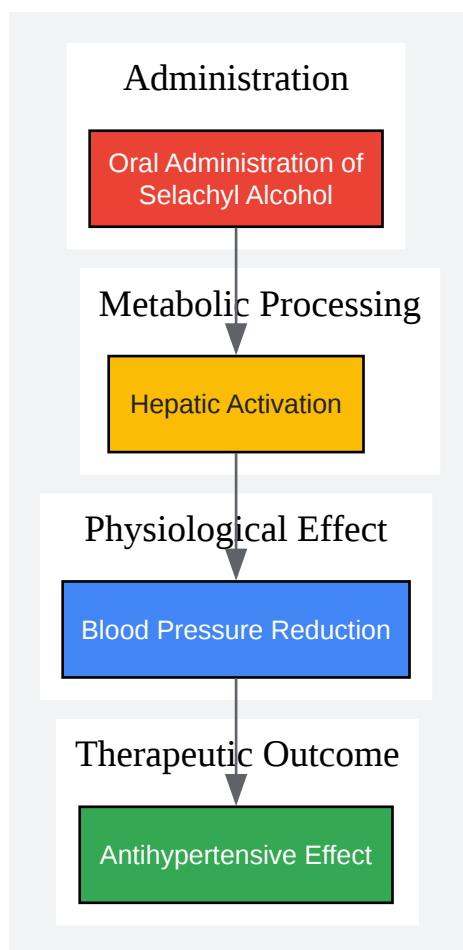 Administration
Oral Administration of
Selachyl Alcohol
Metabolic Processing
Hepatic Activation
Physiological Effect
Blood Pressure Reduction
Therapeutic Outcome
Antihypertensive Effect